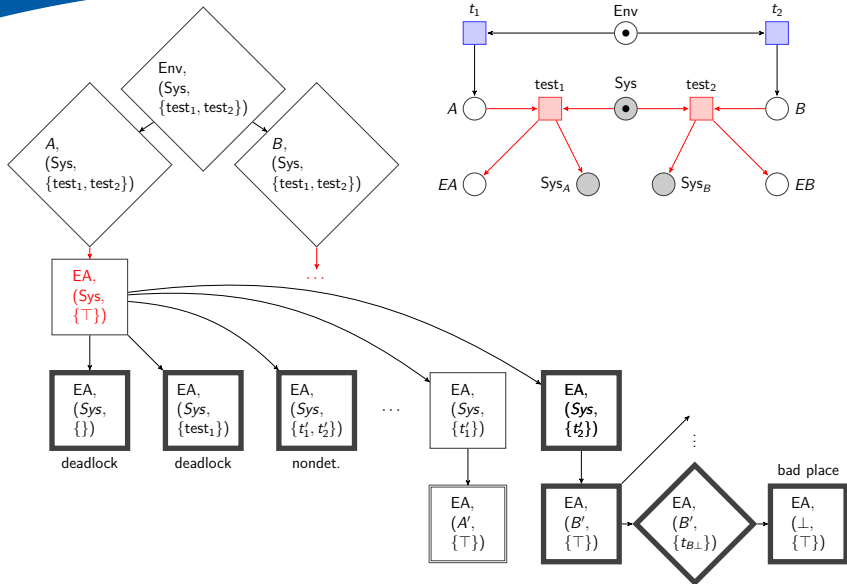 t₁
Env
t₂
Env,
(Sys,
{test₁, test₂})
A
test₁
Sys
test₂
B
A,
(Sys,
{test₁, test₂})
B,
(Sys,
{test₁, test₂})
EA
Sys_A
Sys_B
EB
EA,
(Sys,
{⊤})
...
EA,
(Sys,
{})
EA,
(Sys,
{test₁})
EA,
(Sys,
{t′₁, t′₂})
...
EA,
(Sys,
{t′₁})
EA,
(Sys,
{t′₂})
deadlock
deadlock
nondet.
⋮
bad place
EA,
(A′,
{⊤})
EA,
(B′,
{⊤})
EA,
(B′,
{t_B⊥})
EA,
(⊥,
{⊤})